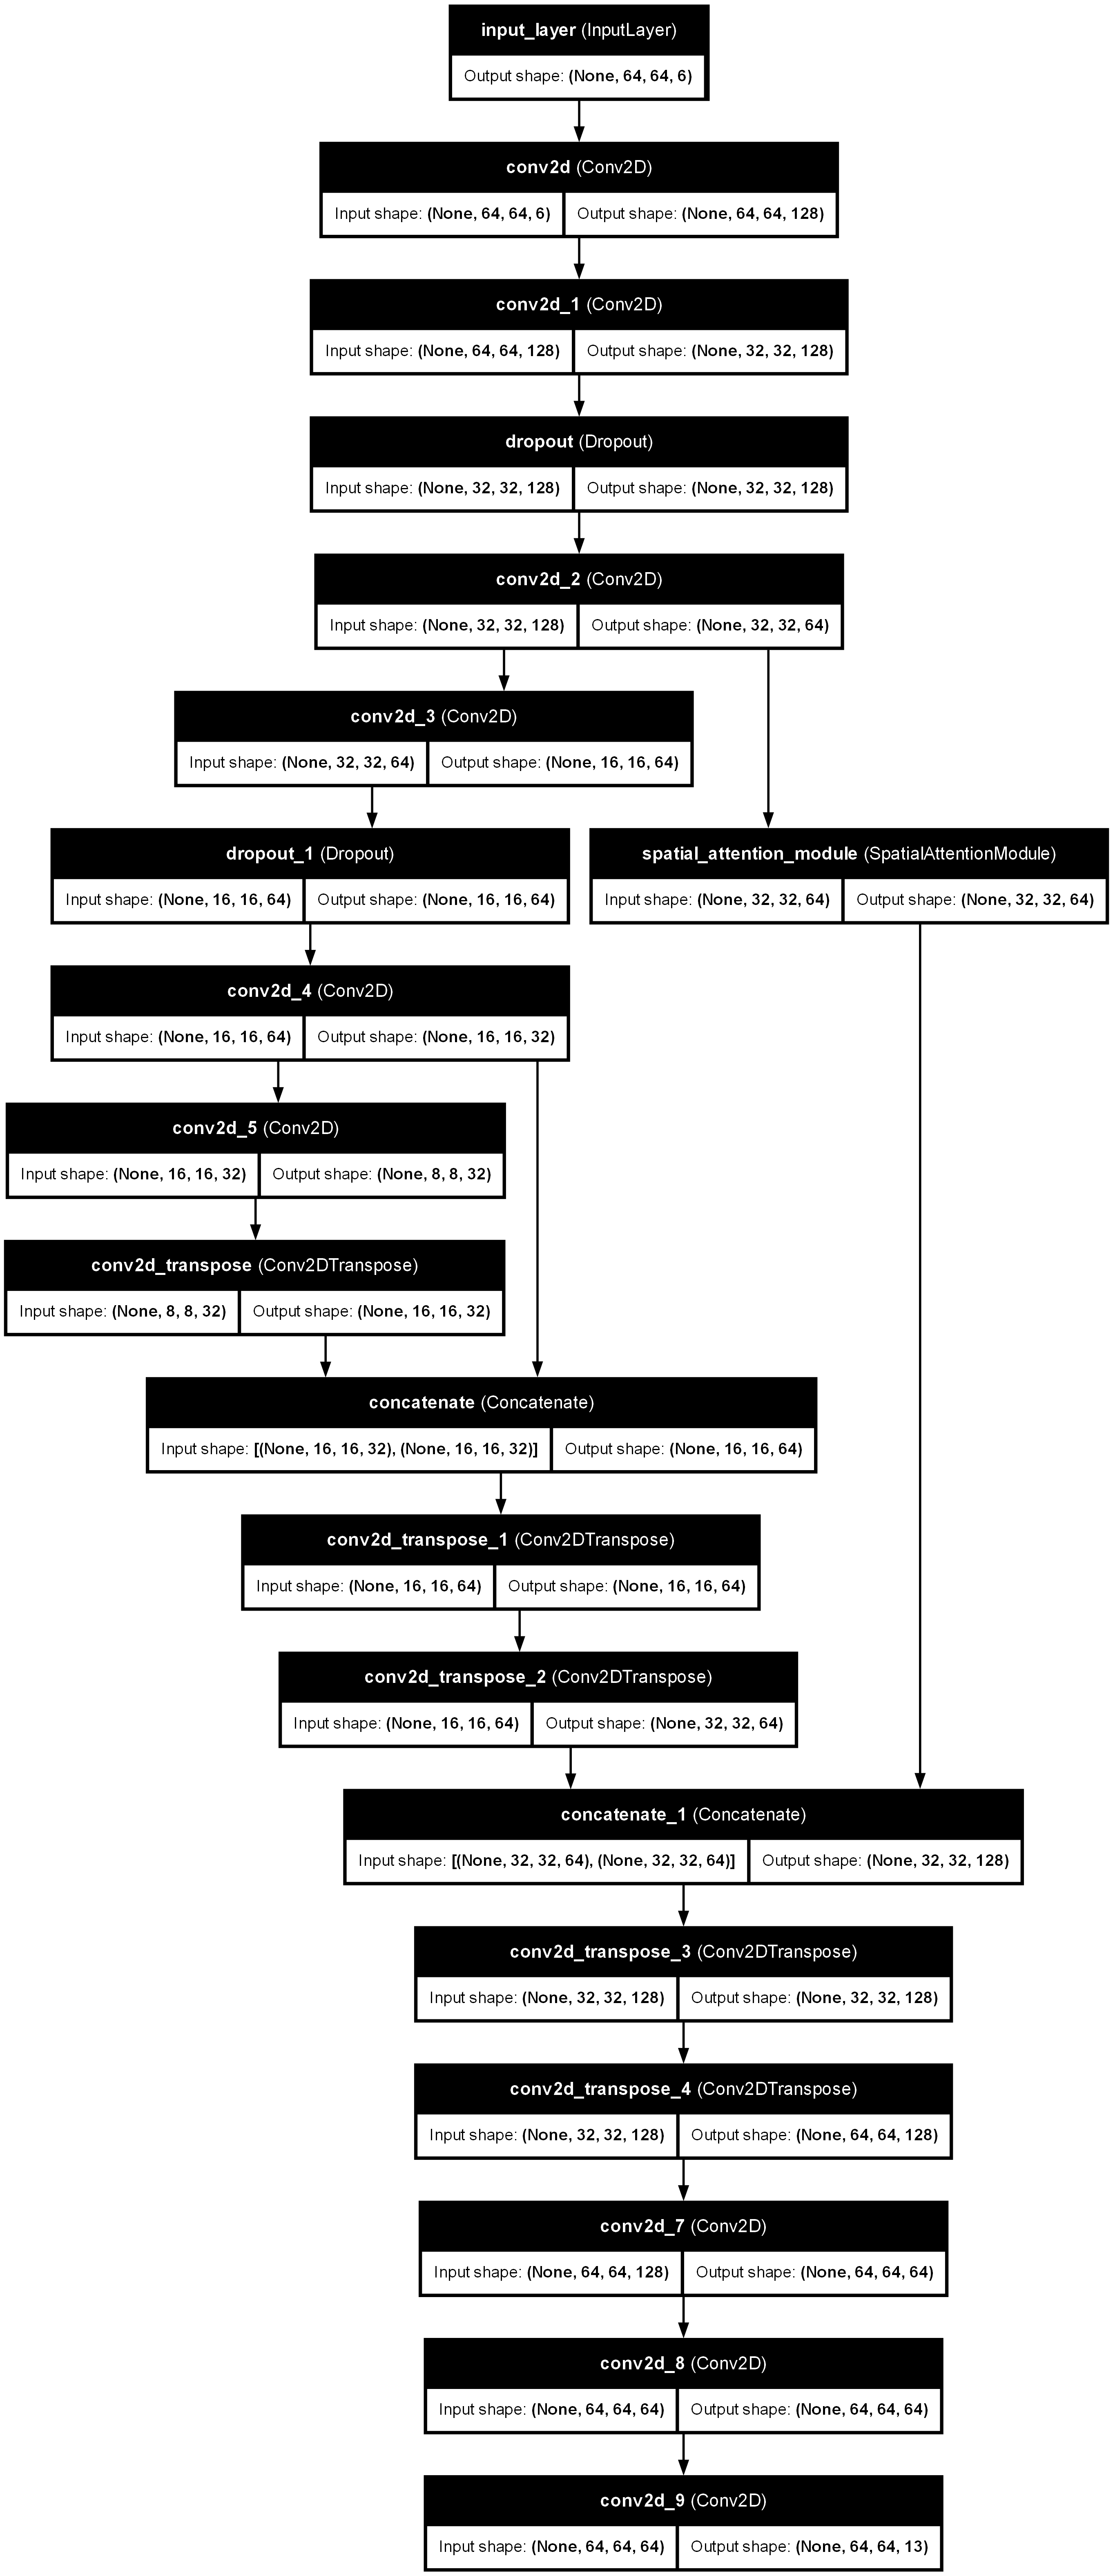 input_layer (InputLayer)
Output shape: (None, 64, 64, 6)
conv2d (Conv2D)
Input shape: (None, 64, 64, 6) Output shape: (None, 64, 64, 128)
conv2d_1 (Conv2D)
Input shape: (None, 64, 64, 128) Output shape: (None, 32, 32, 128)
dropout (Dropout)
Input shape: (None, 32, 32, 128) Output shape: (None, 32, 32, 128)
conv2d_2 (Conv2D)
Input shape: (None, 32, 32, 128) Output shape: (None, 32, 32, 64)
conv2d_3 (Conv2D)
Input shape: (None, 32, 32, 64) Output shape: (None, 16, 16, 64)
dropout_1 (Dropout)
Input shape: (None, 16, 16, 64) Output shape: (None, 16, 16, 64)
spatial_attention_module (SpatialAttentionModule)
Input shape: (None, 32, 32, 64) Output shape: (None, 32, 32, 64)
conv2d_4 (Conv2D)
Input shape: (None, 16, 16, 64) Output shape: (None, 16, 16, 32)
conv2d_5 (Conv2D)
Input shape: (None, 16, 16, 32) Output shape: (None, 8, 8, 32)
conv2d_transpose (Conv2DTranspose)
Input shape: (None, 8, 8, 32) Output shape: (None, 16, 16, 32)
concatenate (Concatenate)
Input shape: [(None, 16, 16, 32), (None, 16, 16, 32)] Output shape: (None, 16, 16, 64)
conv2d_transpose_1 (Conv2DTranspose)
Input shape: (None, 16, 16, 64) Output shape: (None, 16, 16, 64)
conv2d_transpose_2 (Conv2DTranspose)
Input shape: (None, 16, 16, 64) Output shape: (None, 32, 32, 64)
concatenate_1 (Concatenate)
Input shape: [(None, 32, 32, 64), (None, 32, 32, 64)] Output shape: (None, 32, 32, 128)
conv2d_transpose_3 (Conv2DTranspose)
Input shape: (None, 32, 32, 128) Output shape: (None, 32, 32, 128)
conv2d_transpose_4 (Conv2DTranspose)
Input shape: (None, 32, 32, 128) Output shape: (None, 64, 64, 128)
conv2d_7 (Conv2D)
Input shape: (None, 64, 64, 128) Output shape: (None, 64, 64, 64)
conv2d_8 (Conv2D)
Input shape: (None, 64, 64, 64) Output shape: (None, 64, 64, 64)
conv2d_9 (Conv2D)
Input shape: (None, 64, 64, 64) Output shape: (None, 64, 64, 13)